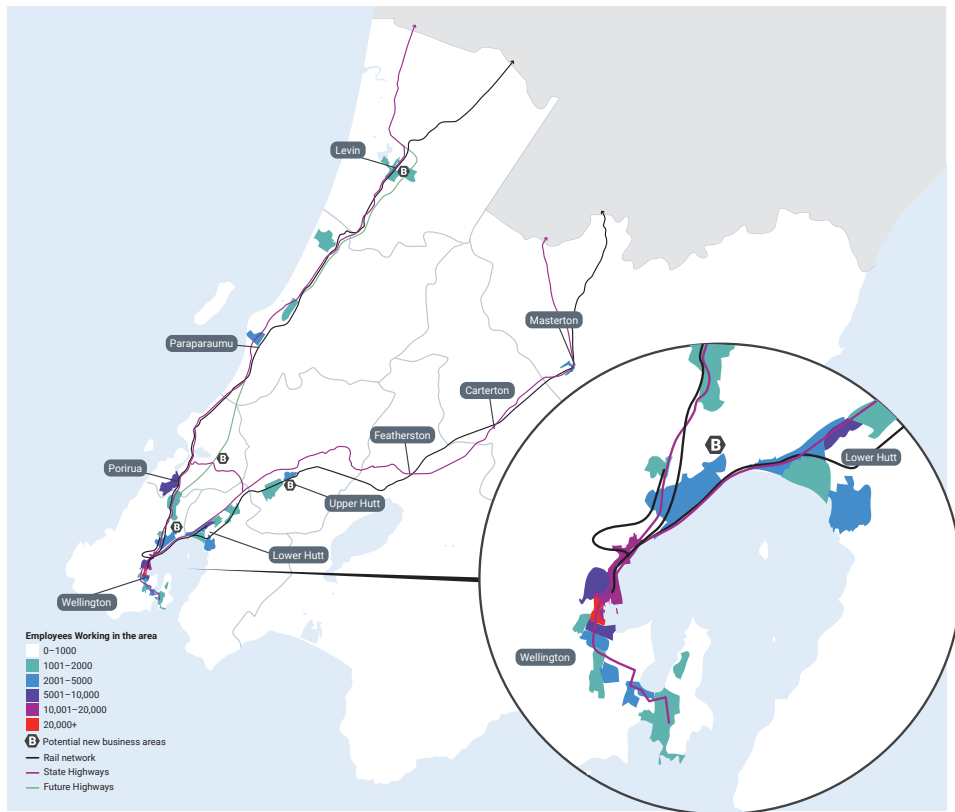 Levin
B
Masterton
Paraparaumu
Carterton
Featherston
B
Porirua
B
Upper Hutt
B
Lower Hutt
Wellington
B
Lower Hutt
Wellington
Employees Working in the area
0–1000
1001–2000
2001–5000
5001–10,000
10,001–20,000
20,000+
B Potential new business areas
Rail network
State Highways
Future Highways